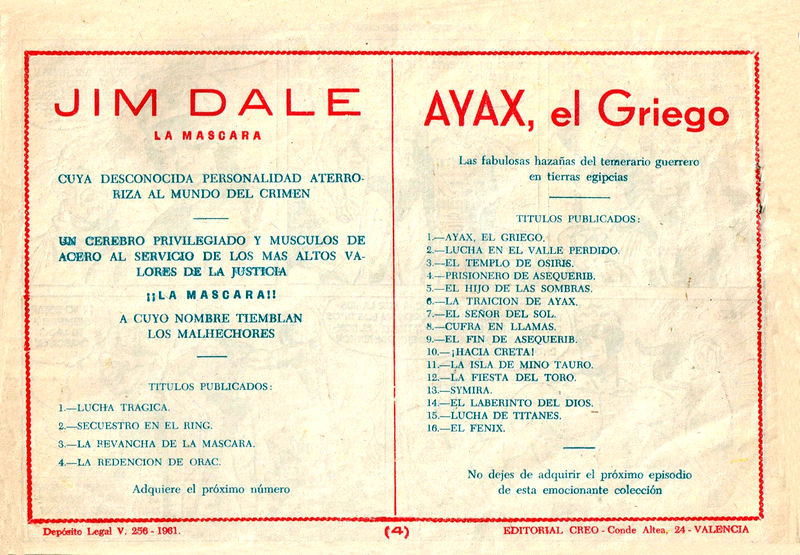 JIM DALE
LA MASCARA
CUYA DESCONOCIDA PERSONALIDAD ATERRO-
RIZA AL MUNDO DEL CRIMEN
UN CEREBRO PRIVILEGIADO Y MUSCULOS DE
ACERO AL SERVICIO DE LOS MAS ALTOS VA-
LORES DE LA JUSTICIA
¡¡LA MASCARA!!
A CUYO NOMBRE TIEMBLAN
LOS MALHECHORES
TITULOS PUBLICADOS:
1.—LUCHA TRAGICA.
2.—SECUESTRO EN EL RING.
3.—LA REVANCHA DE LA MASCARA.
4.—LA REDENCION DE ORAC.
Adquiere el próximo número
AYAX, el Griego
Las fabulosas hazañas del temerario guerrero
en tierras egipcias
TITULOS PUBLICADOS:
1.—AYAX, EL GRIEGO.
2.—LUCHA EN EL VALLE PERDIDO.
3.—EL TEMPLO DE OSIRIS.
4.—PRISIONERO DE ASEQUERIB.
5.—EL HIJO DE LAS SOMBRAS.
6.—LA TRAICION DE AYAX.
7.—EL SEÑOR DEL SOL.
8.—CUFRA EN LLAMAS.
9.—EL FIN DE ASEQUERIB.
10.—¡HACIA CRETA!
11.—LA ISLA DE MINO TAURO.
12.—LA FIESTA DEL TORO.
13.—SYMIRA.
14.—EL LABERINTO DEL DIOS.
15.—LUCHA DE TITANES.
16.—EL FENIX.
No dejes de adquirir el próximo episodio
de esta emocionante colección
Depósito Legal V. 256 - 1961.
(4)
EDITORIAL CREO - Conde Altea, 24 - VALENCIA